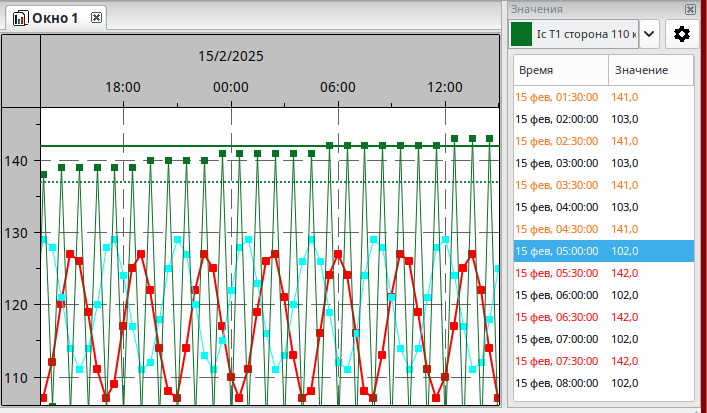 Окно 1
15/2/2025
18:00 00:00 06:00 12:00
140
130
120
110
Значения
Ic T1 сторона 110 к
Время Значение
15 фев, 01:30:00 141,0
15 фев, 02:00:00 103,0
15 фев, 02:30:00 141,0
15 фев, 03:00:00 103,0
15 фев, 03:30:00 141,0
15 фев, 04:00:00 103,0
15 фев, 04:30:00 141,0
15 фев, 05:00:00 102,0
15 фев, 05:30:00 142,0
15 фев, 06:00:00 102,0
15 фев, 06:30:00 142,0
15 фев, 07:00:00 102,0
15 фев, 07:30:00 142,0
15 фев, 08:00:00 102,0